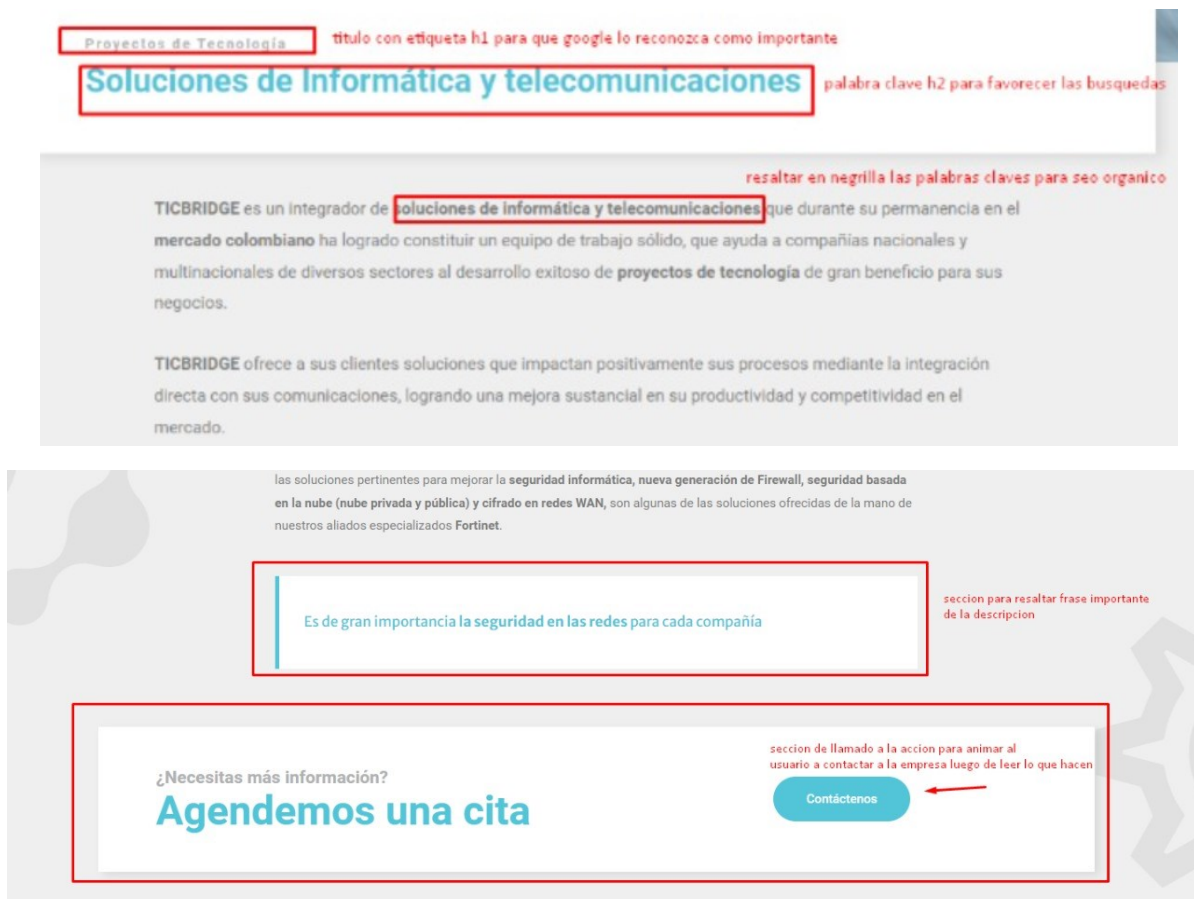 Proyectos de Tecnología
titulo con etiqueta h1 para que google lo reconozca como importante
Soluciones de Informática y telecomunicaciones
palabra clave h2 para favorecer las busquedas
resaltar en negrilla las palabras claves para seo organico
TICBRIDGE es un integrador de soluciones de informática y telecomunicaciones que durante su permanencia en el
mercado colombiano ha logrado constituir un equipo de trabajo sólido, que ayuda a compañías nacionales y
multinacionales de diversos sectores al desarrollo exitoso de proyectos de tecnología de gran beneficio para sus
negocios.
TICBRIDGE ofrece a sus clientes soluciones que impactan positivamente sus procesos mediante la integración
directa con sus comunicaciones, logrando una mejora sustancial en su productividad y competitividad en el
mercado.
las soluciones pertinentes para mejorar la seguridad informática, nueva generación de Firewall, seguridad basada
en la nube (nube privada y pública) y cifrado en redes WAN, son algunas de las soluciones ofrecidas de la mano de
nuestros aliados especializados Fortinet.
Es de gran importancia la seguridad en las redes para cada compañía
seccion para resaltar frase importante
de la descripcion
seccion de llamado a la accion para animar al
usuario a contactar a la empresa luego de leer lo que hacen
¿Necesitas más información?
Agendemos una cita
Contáctenos